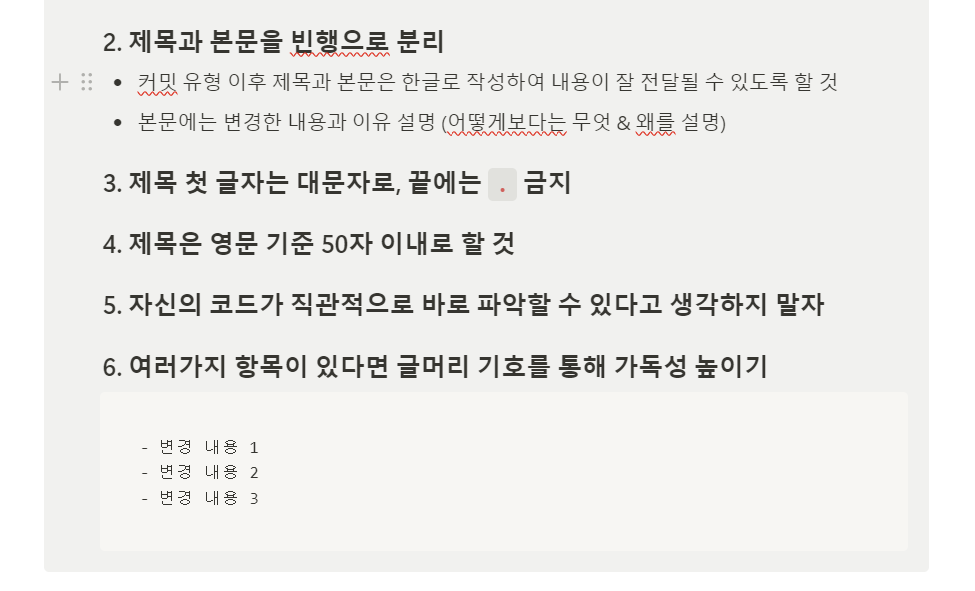 2. 제목과 본문을 빈행으로 분리
• 커밋 유형 이후 제목과 본문은 한글로 작성하여 내용이 잘 전달될 수 있도록 할 것
• 본문에는 변경한 내용과 이유 설명 (어떻게보다는 무엇 & 왜를 설명)
3. 제목 첫 글자는 대문자로, 끝에는 . 금지
4. 제목은 영문 기준 50자 이내로 할 것
5. 자신의 코드가 직관적으로 바로 파악할 수 있다고 생각하지 말자
6. 여러가지 항목이 있다면 글머리 기호를 통해 가독성 높이기
- 변경 내용 1
- 변경 내용 2
- 변경 내용 3